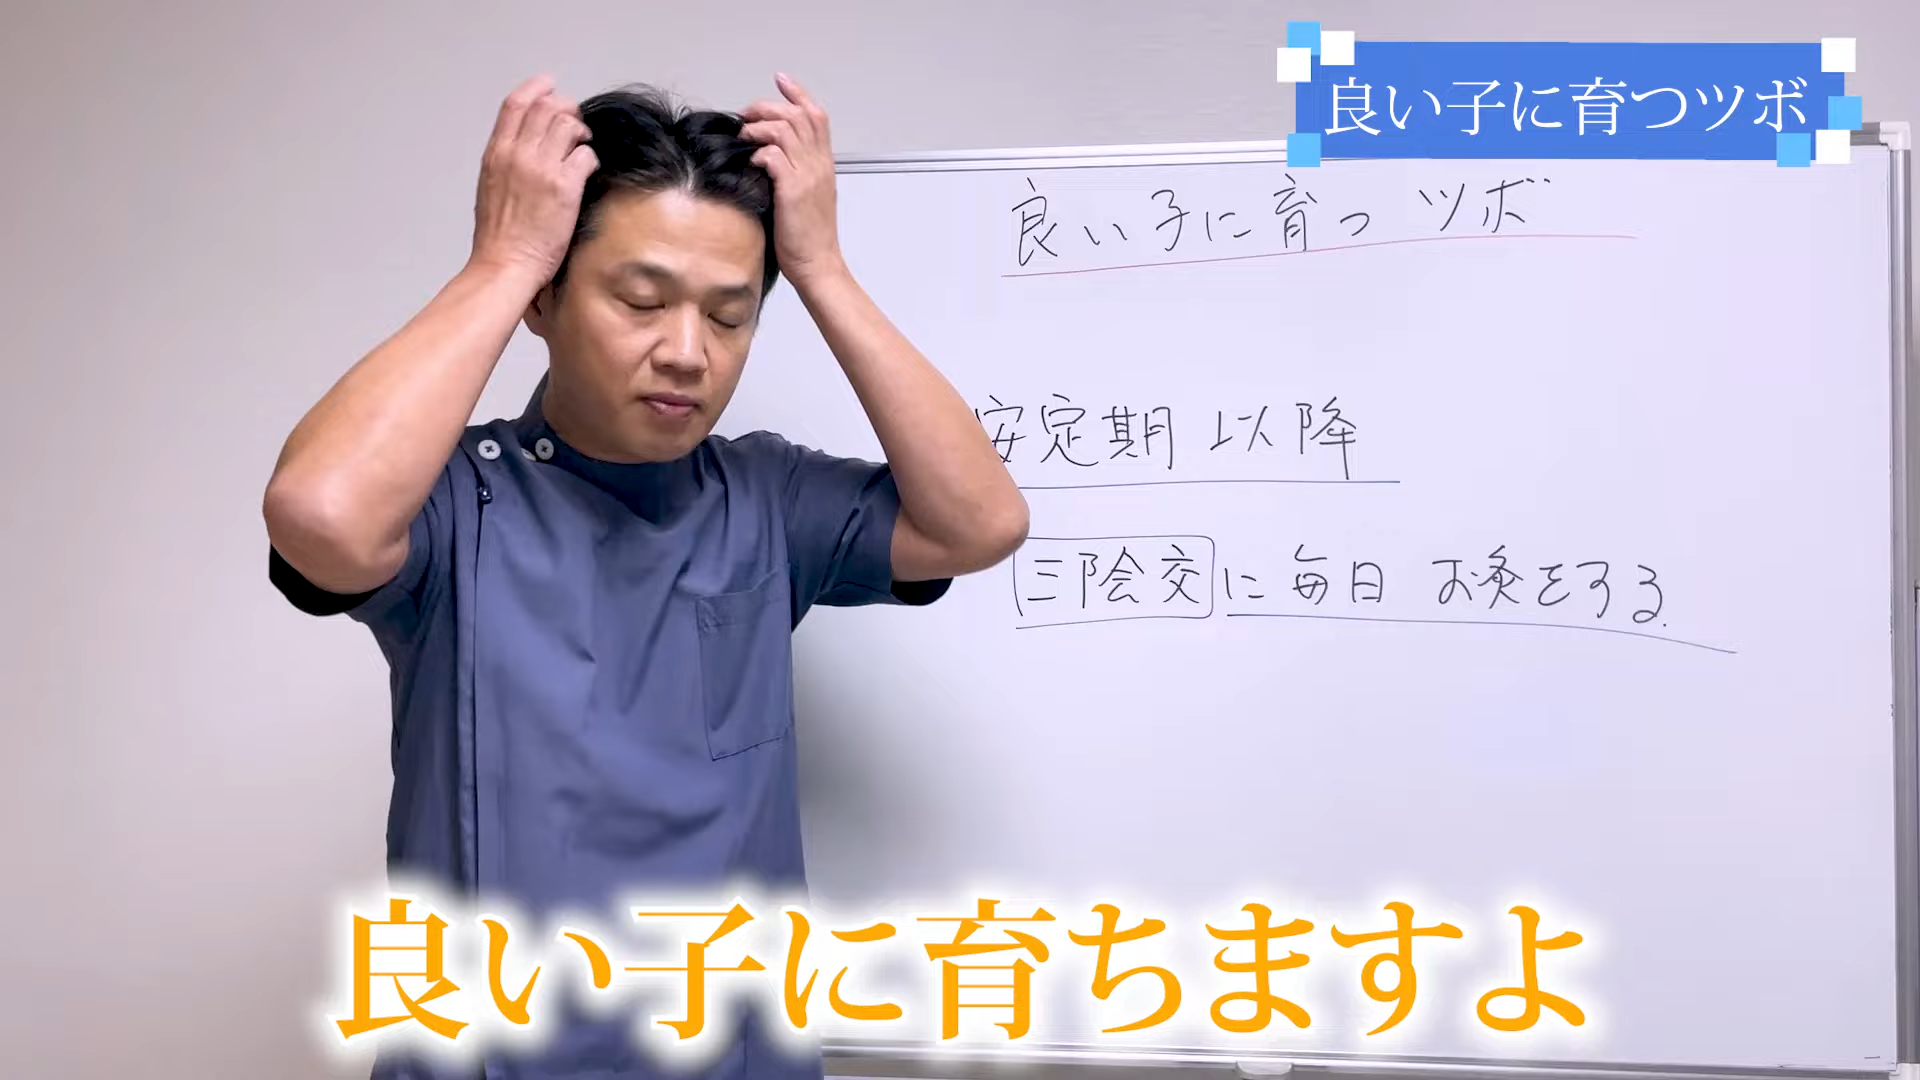 良い子に育つツボ
良い子に育つツボ
安定期以降
三陰交に毎日お灸をする.
良い子に育ちますよ